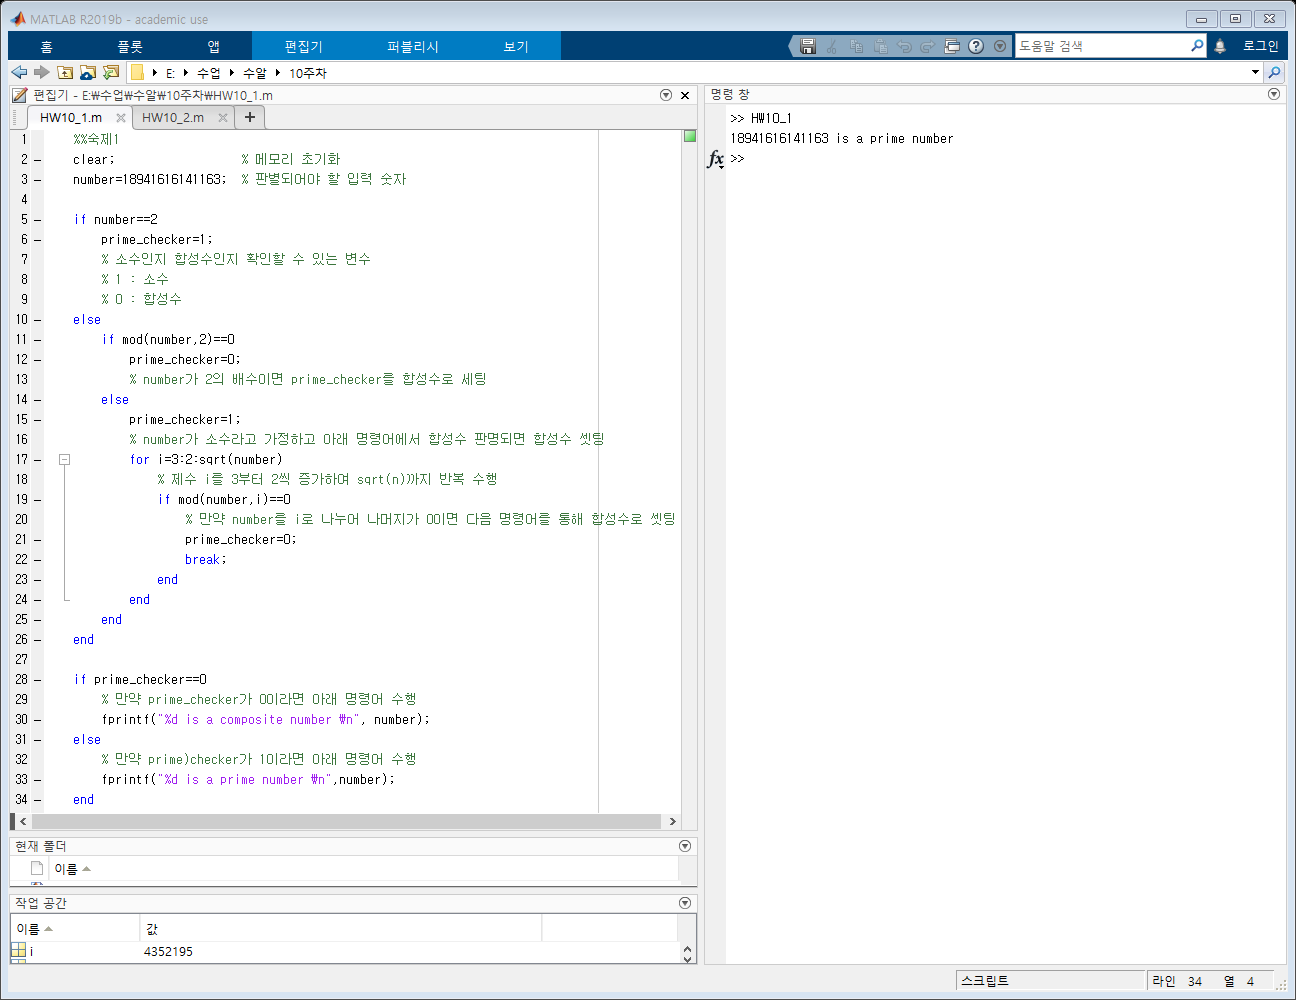 MATLAB R2019b - academic use
홈 플롯 앱 편집기 퍼블리시 보기 도움말 검색 로그인
E: 수업 수알 10주차
편집기 - E:₩수업₩수알₩10주차₩HW10_1.m
HW10_1.m HW10_2.m
1 %%숙제1
2 clear; % 메모리 초기화
3 number=18941616141163; % 판별되어야 할 입력 숫자
4
5 if number==2
6 prime_checker=1;
7 % 소수인지 합성수인지 확인할 수 있는 변수
8 % 1 : 소수
9 % 0 : 합성수
10 else
11 if mod(number,2)==0
12 prime_checker=0;
13 % number가 2의 배수이면 prime_checker을 합성수로 세팅
14 else
15 prime_checker=1;
16 % number가 소수라고 가정하고 아래 명령어에서 합성수 판명되면 합성수 셋팅
17 for i=3:2:sqrt(number)
18 % 제수 i을 3부터 2씩 증가하여 sqrt(n)까지 반복 수행
19 if mod(number,i)==0
20 % 만약 number을 i로 나누어 나머지가 0이면 다음 명령어을 통해 합성수로 셋팅
21 prime_checker=0;
22 break;
23 end
24 end
25 end
26 end
27
28 if prime_checker==0
29 % 만약 prime_checker가 0이라면 아래 명령어 수행
30 fprintf("%d is a composite number ₩n", number);
31 else
32 % 만약 prime)checker가 1이라면 아래 명령어 수행
33 fprintf("%d is a prime number ₩n",number);
34 end
현재 폴더
이름
작업 공간
이름 값
i 4352195
명령 창
>> HW10_1
18941616141163 is a prime number
fx >>
스크립트 라인 34 열 4